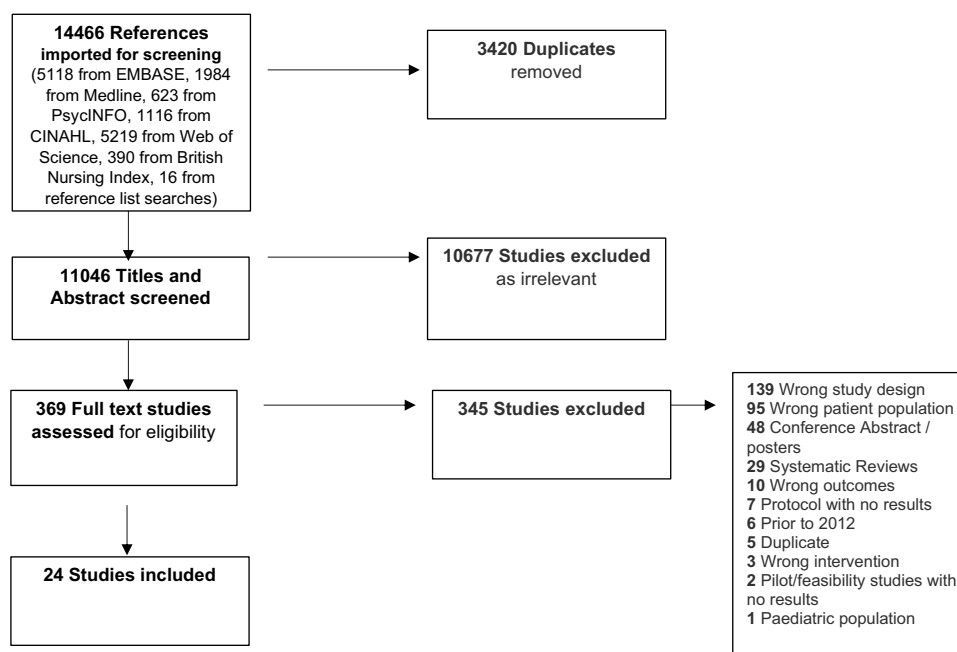 14466 References
imported for screening
(5118 from EMBASE, 1984
from Medline, 623 from
PsycINFO, 1116 from
CINAHL, 5219 from Web of
Science, 390 from British
Nursing Index, 16 from
reference list searches)
3420 Duplicates
removed
11046 Titles and
Abstract screened
10677 Studies excluded
as irrelevant
369 Full text studies
assessed for eligibility
345 Studies excluded
139 Wrong study design
95 Wrong patient population
48 Conference Abstract /
posters
29 Systematic Reviews
10 Wrong outcomes
7 Protocol with no results
6 Prior to 2012
5 Duplicate
3 Wrong intervention
2 Pilot/feasibility studies with
no results
1 Paediatric population
24 Studies included